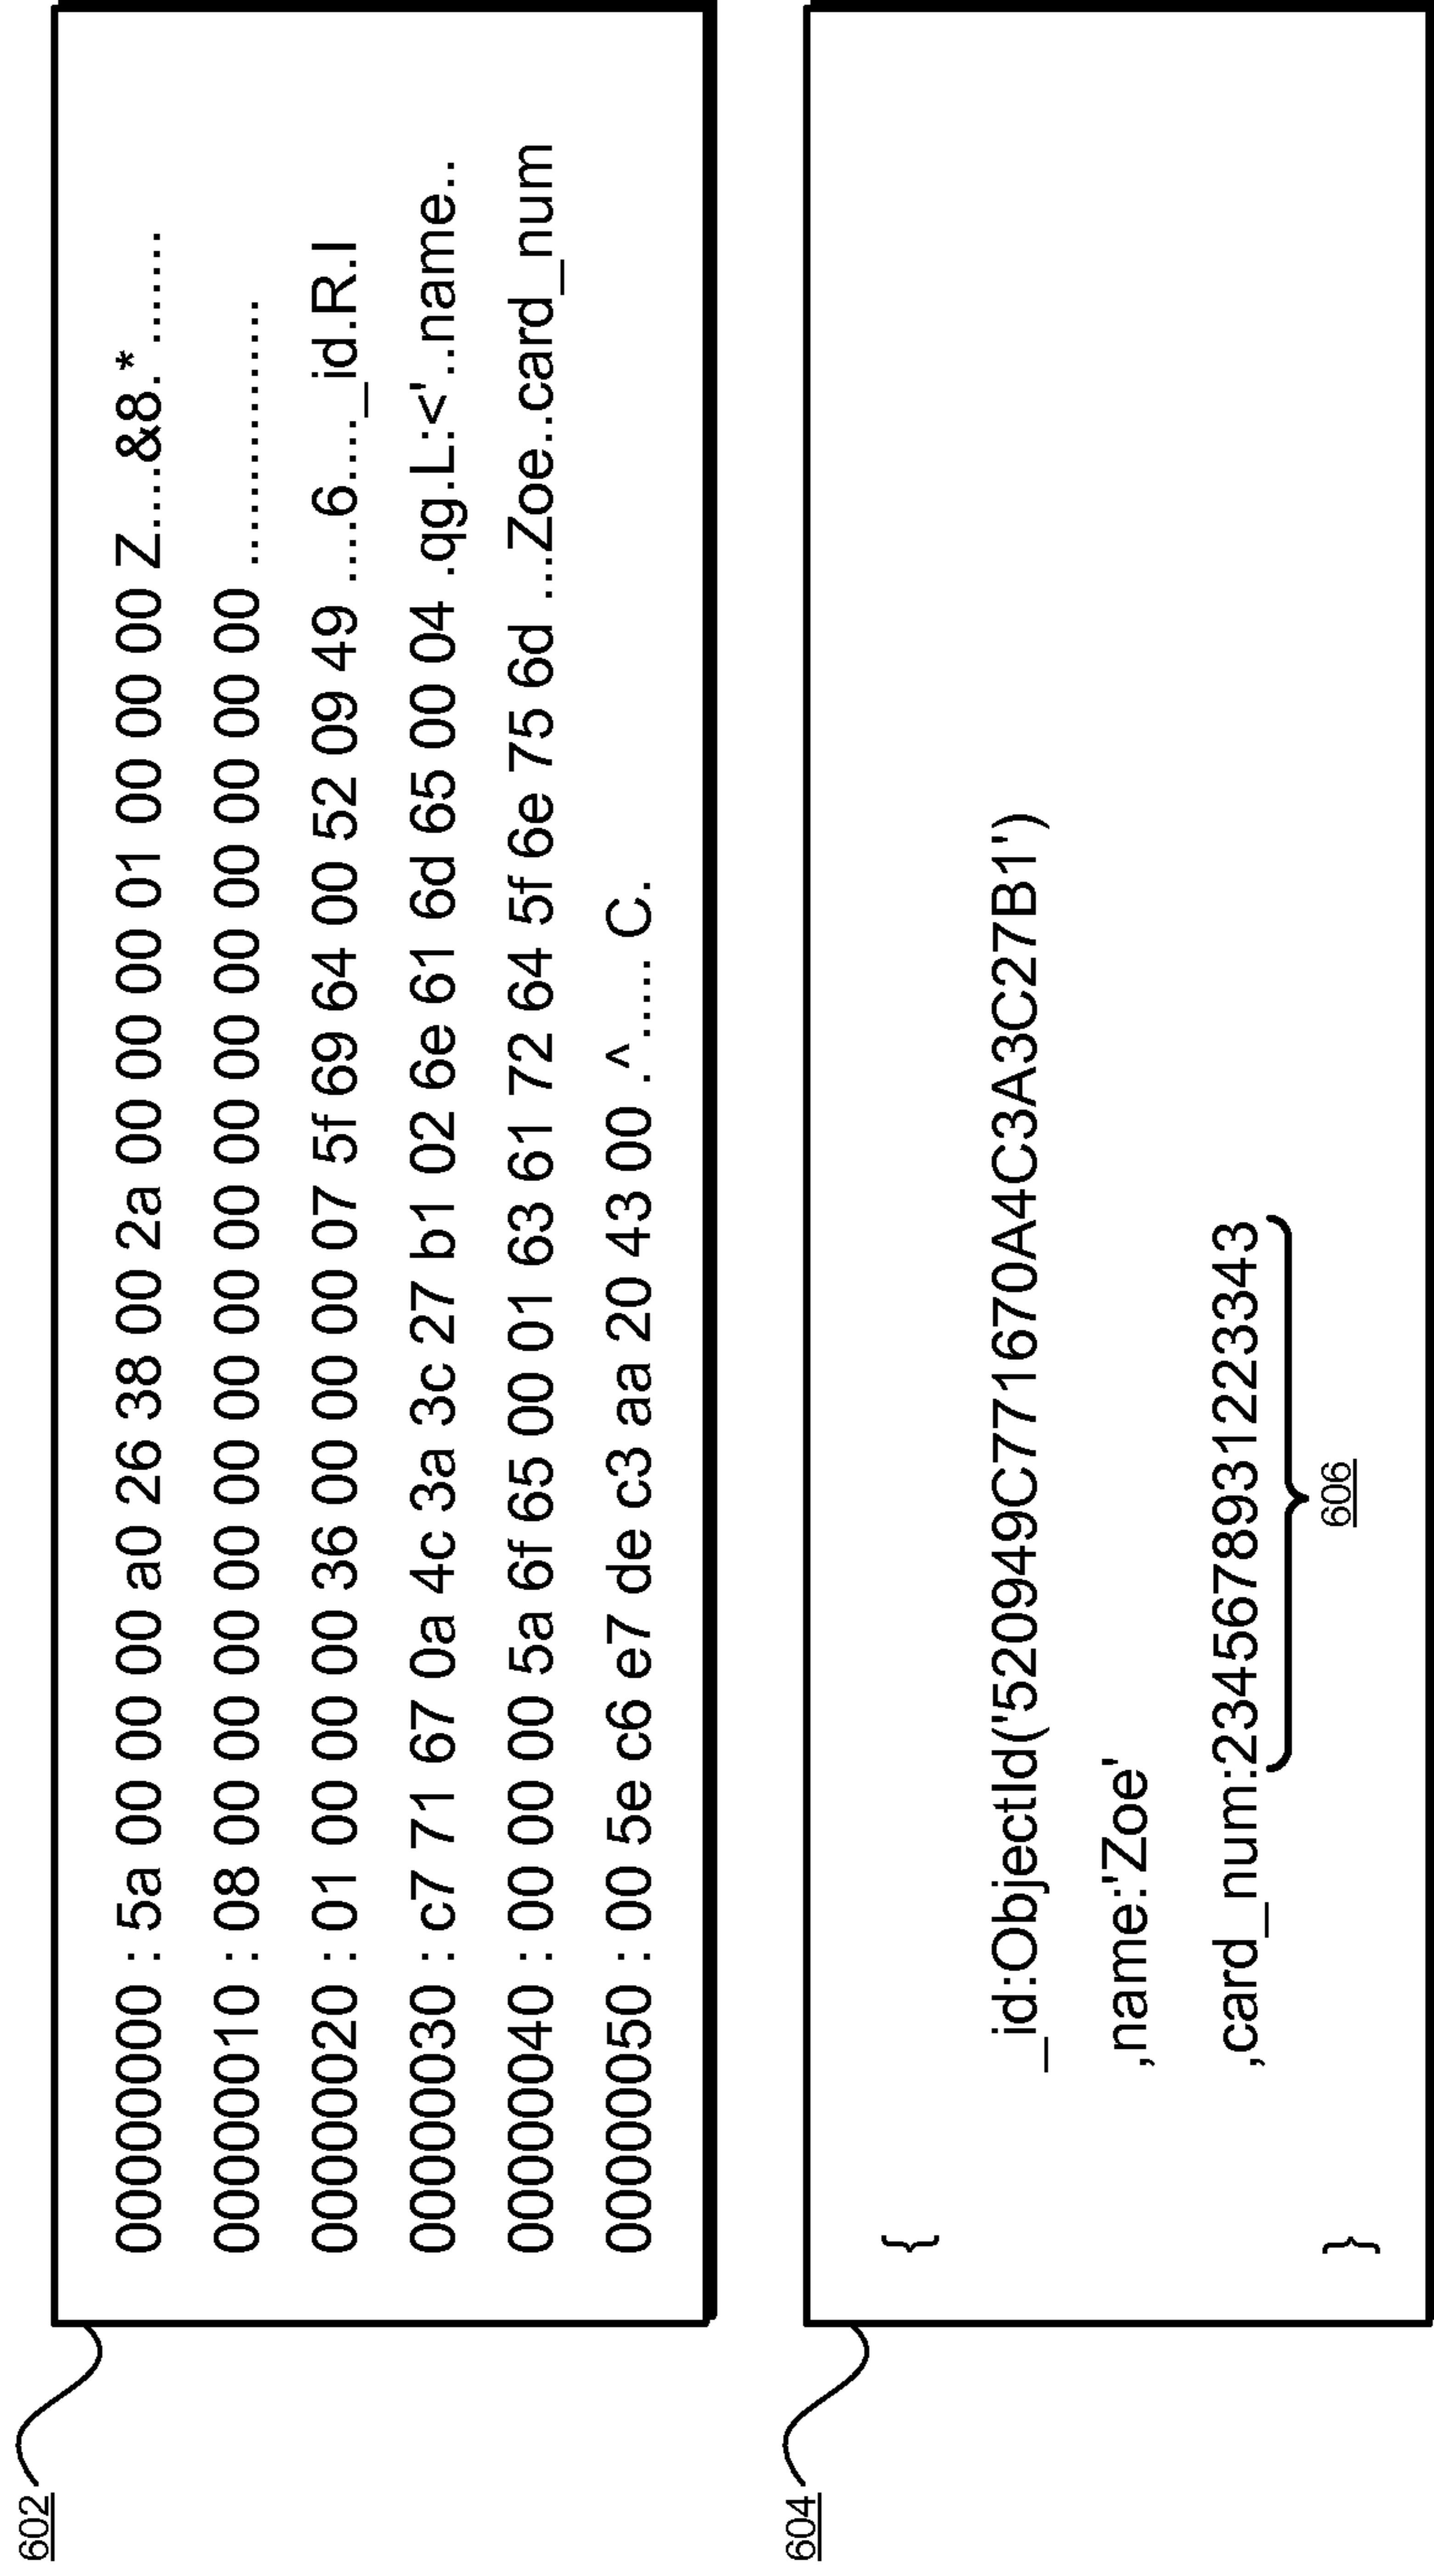 602
00000000 : 5a 00 00 00 a0 26 38 00 2a 00 00 00 01 00 00 00 Z....&8.* .......
00000010 : 08 00 00 00 00 00 00 00 00 00 00 00 00 00 00 00 ................
00000020 : 01 00 00 00 36 00 00 00 07 5f 69 64 00 52 09 49 ....6...._id.R.I
00000030 : c7 71 67 0a 4c 3a 3c 27 b1 02 6e 61 6d 65 00 04 .qg.L:<'..name..
00000040 : 00 00 00 5a 6f 65 00 01 63 61 72 64 5f 6e 75 6d ...Zoe..card_num
00000050 : 00 5e c6 e7 de c3 aa 20 43 00 .^..... C.
604
{
_id:ObjectId('520949C771670A4C3A3C27B1')
,name:'Zoe'
,card_num:2345678931223343
606
}